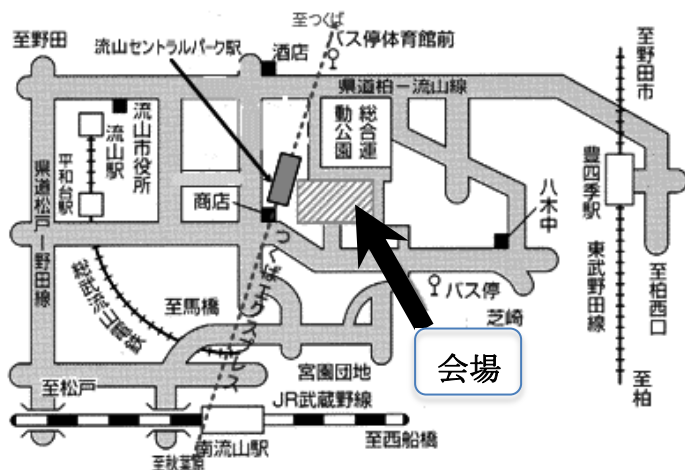 至つくば
至野田
流山セントラルパーク駅
酒店
バス停体育館前
至野田市
県道柏ー流山線
流山市役所
流山駅
平和台駅
総合運
動公園
県道松戸ー野田線
商店
八木中
豊四季駅
東武野田線
つくばエクスプレス
総武流山電鉄
至馬橋
バス停
芝崎
至柏西口
会場
宮園団地
至松戸
JR武蔵野線
至柏
南流山駅
至西船橋
至秋葉原